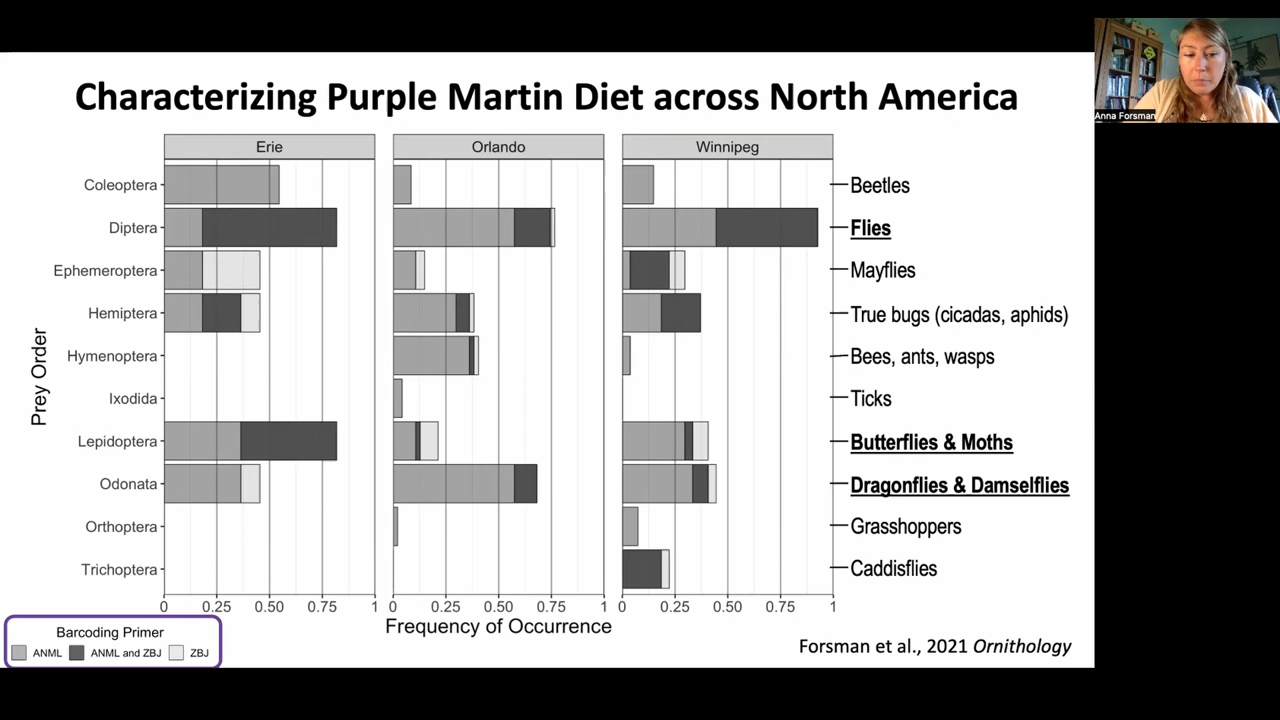 Characterizing Purple Martin Diet across North America
Anna Forsman
Erie
Orlando
Winnipeg
Prey Order
Coleoptera
Beetles
Diptera
Flies
Ephemeroptera
Mayflies
Hemiptera
True bugs (cicadas, aphids)
Hymenoptera
Bees, ants, wasps
Ixodida
Ticks
Lepidoptera
Butterflies & Moths
Odonata
Dragonflies & Damselflies
Orthoptera
Grasshoppers
Trichoptera
Caddisflies
0 0.25 0.50 0.75 1
0 0.25 0.50 0.75 1
0 0.25 0.50 0.75 1
Frequency of Occurrence
Barcoding Primer
ANML ANML and ZBJ ZBJ
Forsman et al., 2021 Ornithology